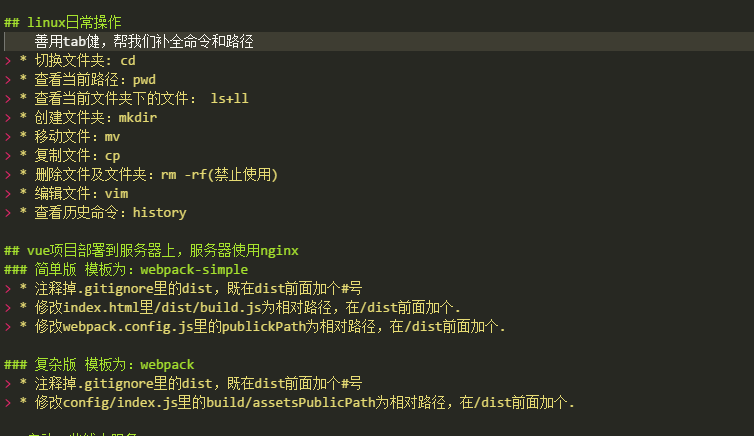 ## linux日常操作
善用tab健，帮我们补全命令和路径
> * 切换文件夹: cd
> * 查看当前路径：pwd
> * 查看当前文件夹下的文件： ls+ll
> * 创建文件夹：mkdir
> * 移动文件：mv
> * 复制文件：cp
> * 删除文件及文件夹：rm -rf(禁止使用)
> * 编辑文件：vim
> * 查看历史命令：history
## vue项目部署到服务器上，服务器使用nginx
### 简单版 模板为：webpack-simple
> * 注释掉.gitignore里的dist，既在dist前面加个#号
> * 修改index.html里/dist/build.js为相对路径，在/dist前面加个.
> * 修改webpack.config.js里的publickPath为相对路径，在/dist前面加个.
### 复杂版 模板为：webpack
> * 注释掉.gitignore里的dist，既在dist前面加个#号
> * 修改config/index.js里的build/assetsPublicPath为相对路径，在/dist前面加个.